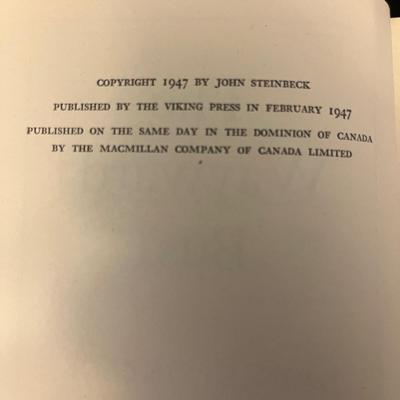 COPYRIGHT 1947 BY JOHN STEINBECK
PUBLISHED BY THE VIKING PRESS IN FEBRUARY 1947
PUBLISHED ON THE SAME DAY IN THE DOMINION OF CANADA
BY THE MACMILLAN COMPANY OF CANADA LIMITED